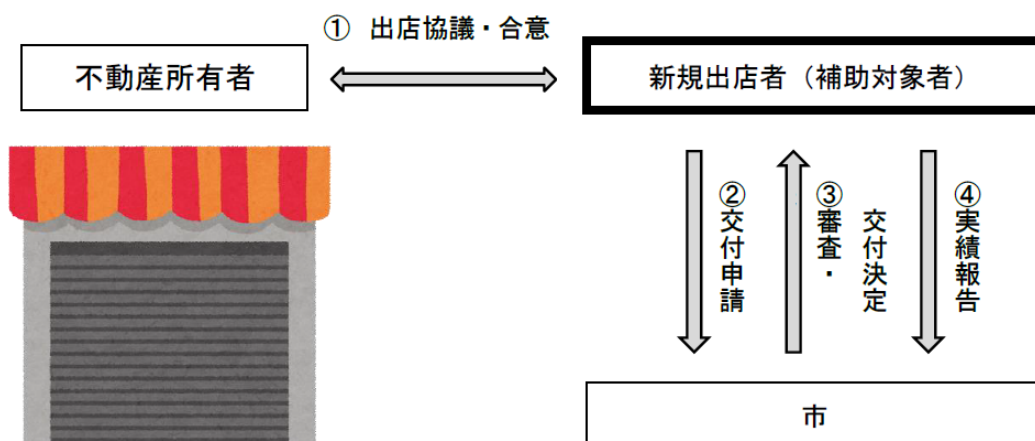 ① 出店協議・合意
不動産所有者
新規出店者（補助対象者）
②交付申請
③審査・
交付決定
④実績報告
市